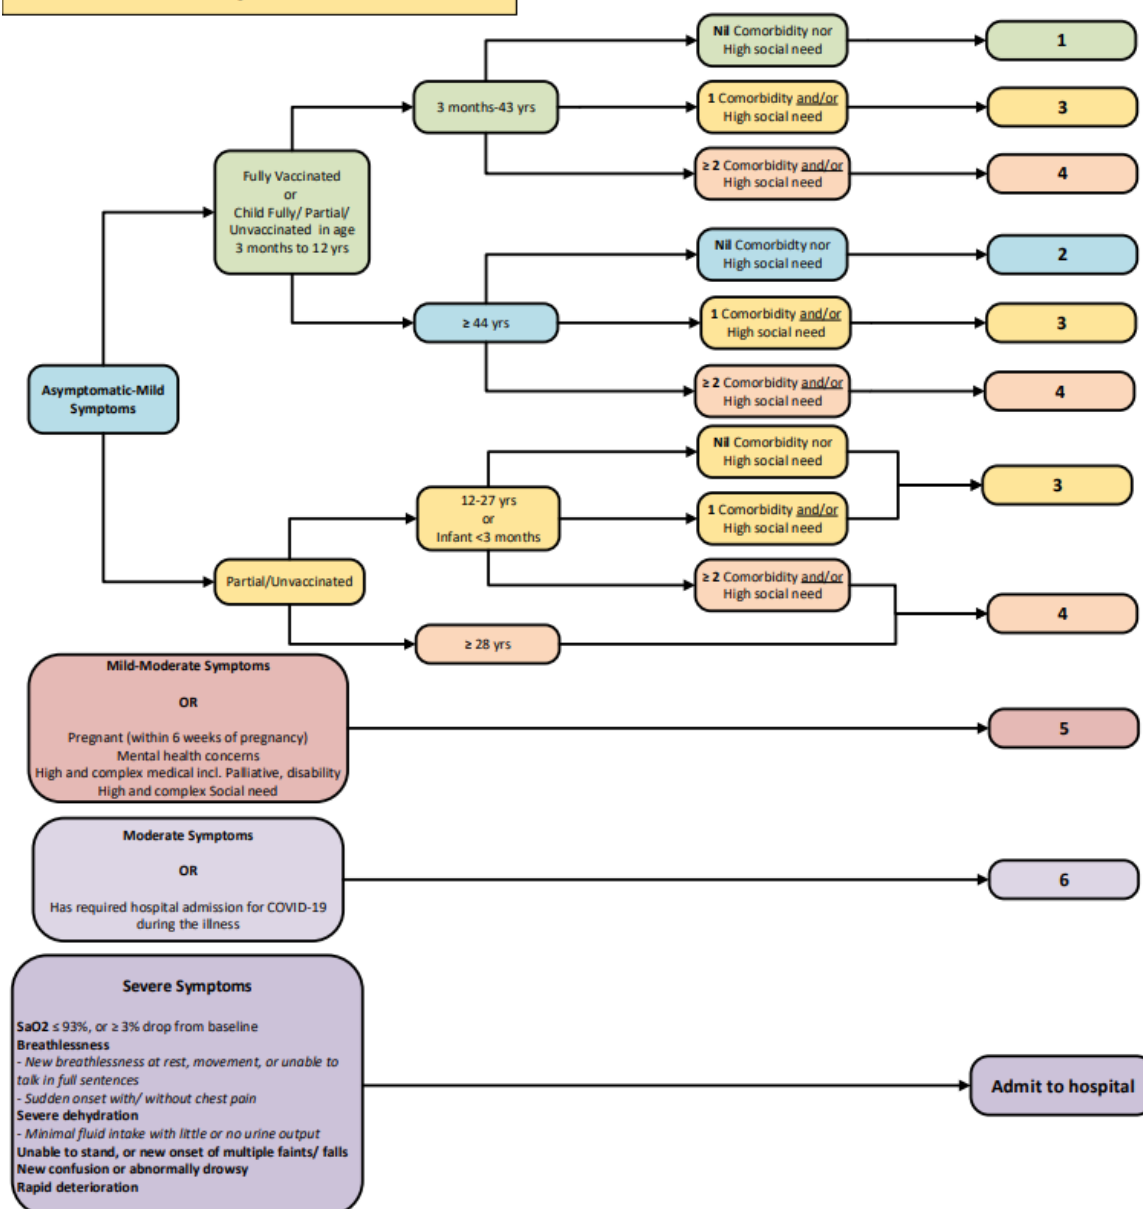 Nil Comorbidity nor
High social need
1
3 months-43 yrs
1 Comorbidity and/or
High social need
3
≥ 2 Comorbidity and/or
High social need
4
Fully Vaccinated
or
Child Fully/ Partial/
Unvaccinated in age
3 months to 12 yrs
Nil Comorbidty nor
High social need
2
≥ 44 yrs
1 Comorbidity and/or
High social need
3
≥ 2 Comorbidity and/or
High social need
4
Asymptomatic-Mild
Symptoms
Nil Comorbidity nor
High social need
12-27 yrs
or
Infant <3 months
1 Comorbidity and/or
High social need
3
Partial/Unvaccinated
≥ 2 Comorbidity and/or
High social need
≥ 28 yrs
4
Mild-Moderate Symptoms
OR
Pregnant (within 6 weeks of pregnancy)
Mental health concerns
High and complex medical incl. Palliative, disability
High and complex Social need
5
Moderate Symptoms
OR
Has required hospital admission for COVID-19
during the illness
6
Severe Symptoms
SaO2 ≤ 93%, or ≥ 3% drop from baseline
Breathlessness
- New breathlessness at rest, movement, or unable to
talk in full sentences
- Sudden onset with/ without chest pain
Severe dehydration
- Minimal fluid intake with little or no urine output
Unable to stand, or new onset of multiple faints/ falls
New confusion or abnormally drowsy
Rapid deterioration
Admit to hospital